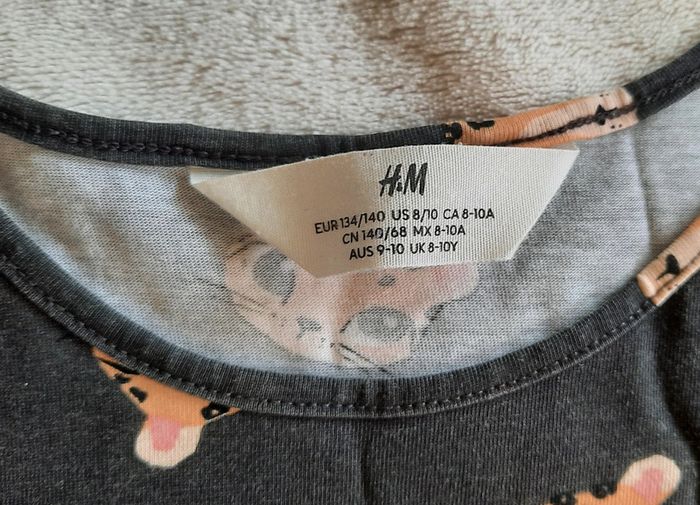 H&M
EUR 134/140 US 8/10 CA 8-10A
CN 140/68 MX 8-10A
AUS 9-10 UK 8-10Y